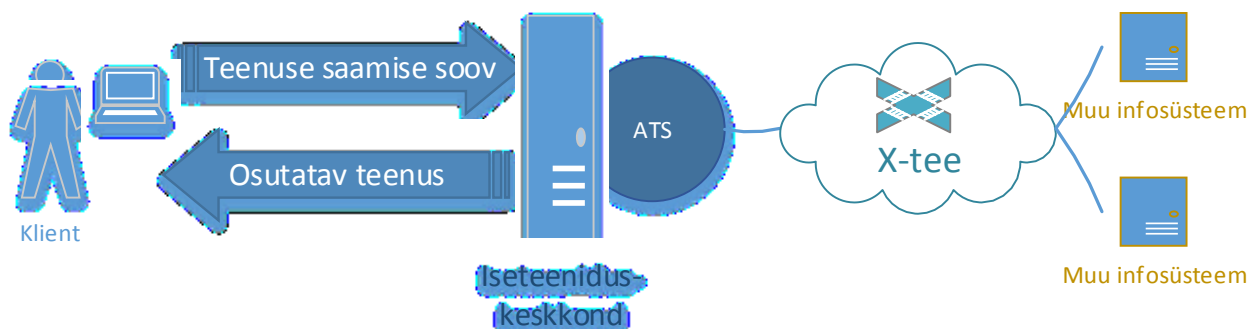 Teenuse saamise soov
Osutatav teenus
Klient
Iseteenidus-
keskkond
ATS
X-tee
Muu infosüsteem
Muu infosüsteem